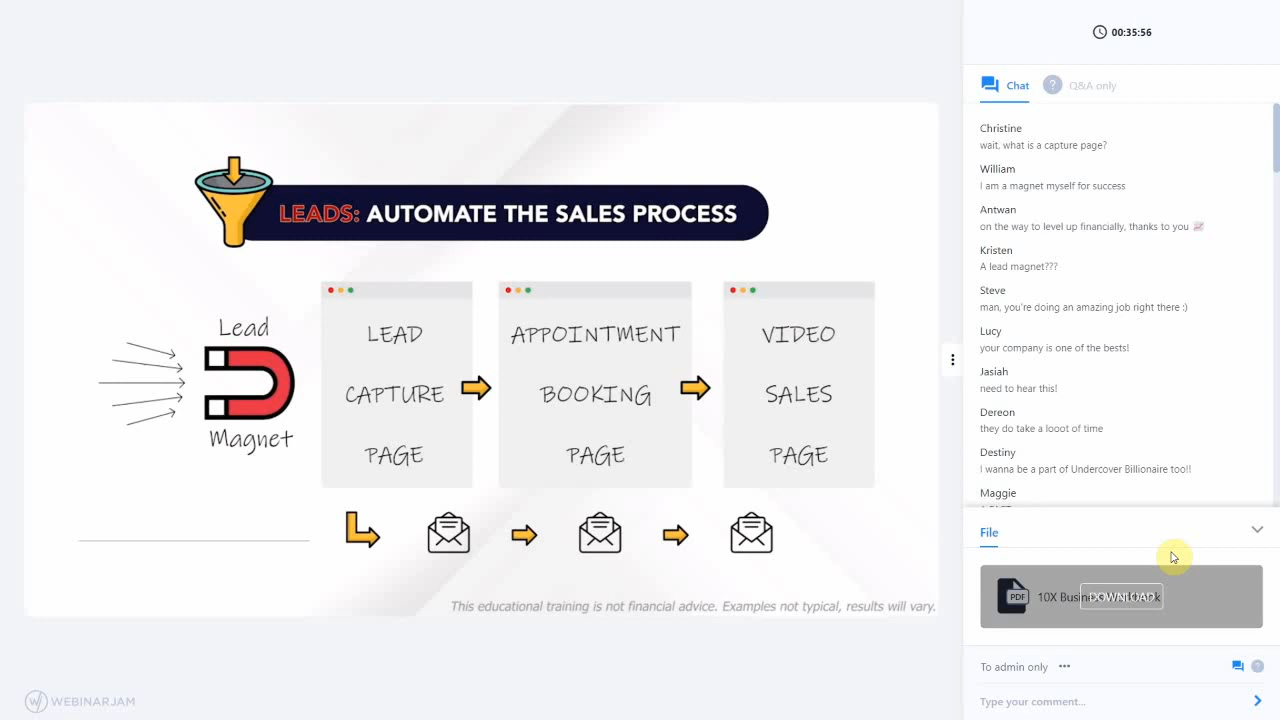 00:35:56
Chat
?
Q&A only
Christine
wait, what is a capture page?
William
I am a magnet myself for success
Antwan
on the way to level up financially, thanks to you 📈
Kristen
A lead magnet???
Steve
man, you're doing an amazing job right there :)
Lucy
your company is one of the bests!
Jasiah
need to hear this!
Dereon
they do take a looot of time
Destiny
I wanna be a part of Undercover Billionaire too!!
Maggie
LEADS: AUTOMATE THE SALES PROCESS
Lead
Magnet
LEAD
CAPTURE
PAGE
APPOINTMENT
BOOKING
PAGE
VIDEO
SALES
PAGE
This educational training is not financial advice. Examples not typical, results will vary.
File
PDF
10X
DOWNLOAD
To admin only
?
Type your comment...
WEBINARJAM